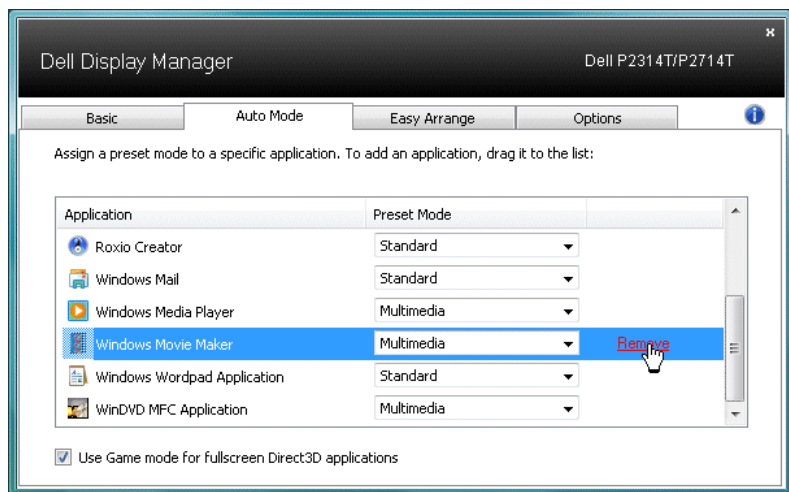 x
Dell Display Manager Dell P2314T/P2714T
Basic Auto Mode Easy Arrange Options
Assign a preset mode to a specific application. To add an application, drag it to the list:
Application Preset Mode
Roxio Creator Standard
Windows Mail Standard
Windows Media Player Multimedia
Windows Movie Maker Multimedia Remove
Windows Wordpad Application Standard
WinDVD MFC Application Multimedia
Use Game mode for fullscreen Direct3D applications